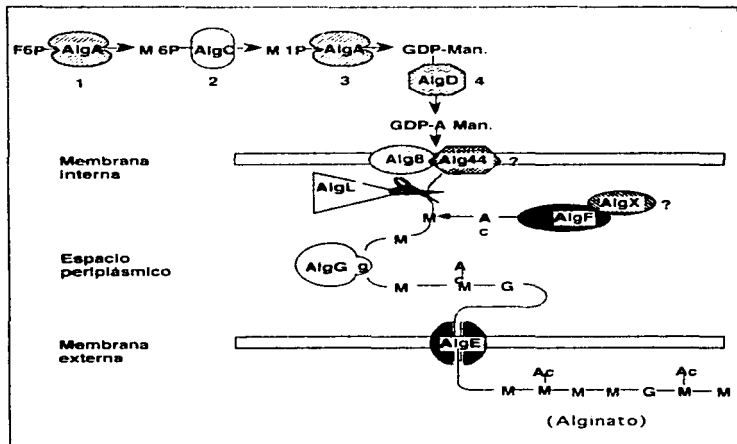 F6P AlgA M 6P AlgC M 1P AlgA GDP-Man.
1 2 3 AlgD 4
GDP-A Man.
Membrana interna
Alg8 Alg44 ?
AlgL
M A c AlgF AlgX ?
M
Espacio periplásmico
AlgG g M A c M G
Membrana externa
AlgE
Ac Ac
M M M M G M M
(Alginato)